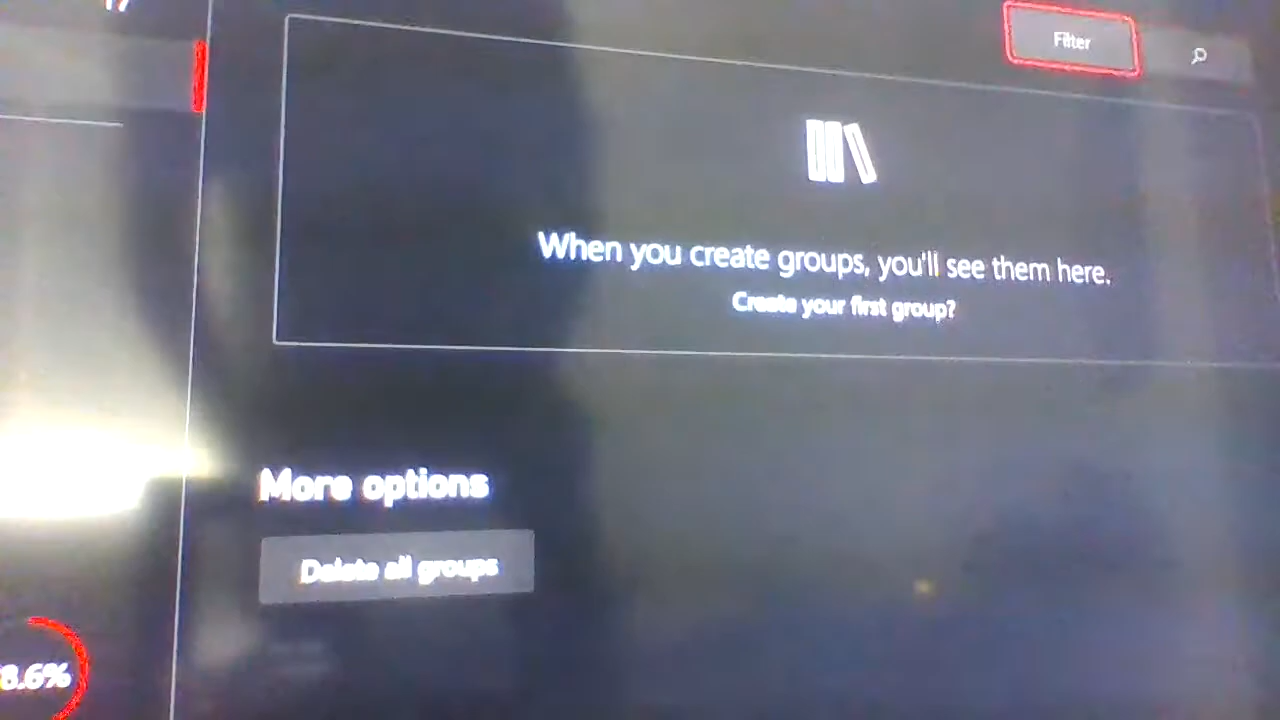 Filter
When you create groups, you'll see them here.
Create your first group?
More options
Delete all groups
8.6%